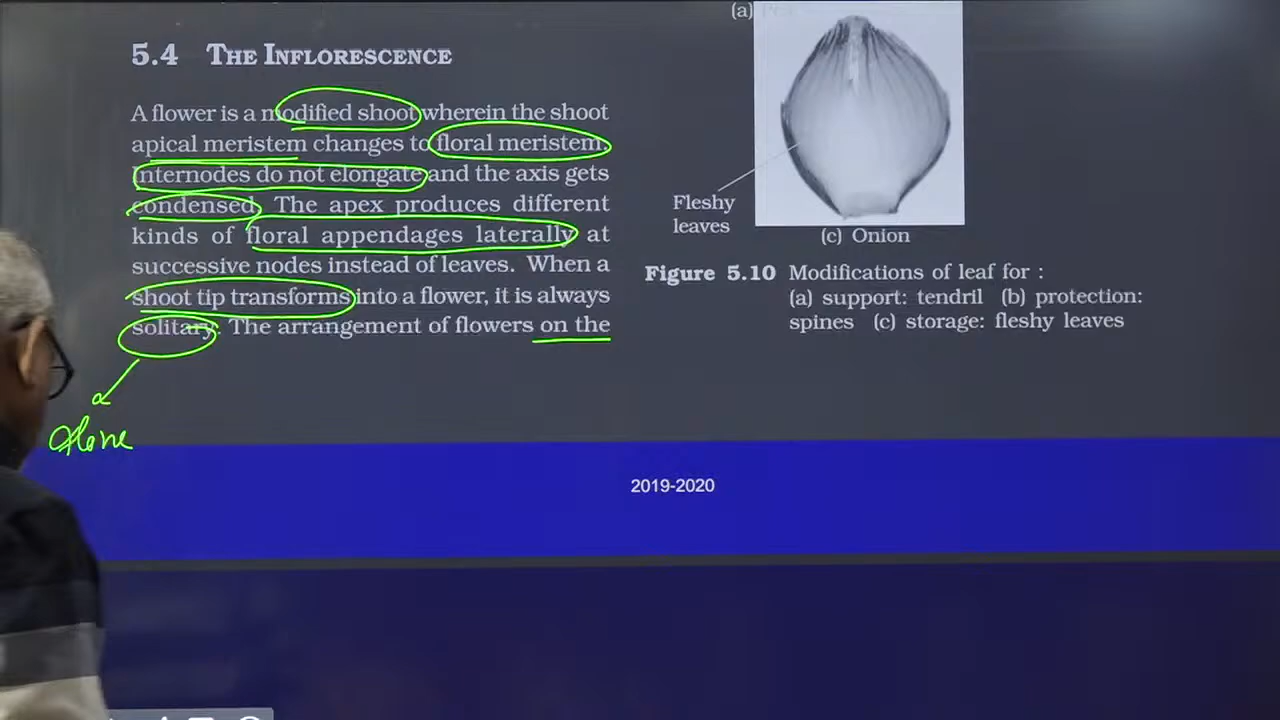 5.4 THE INFLORESCENCE
A flower is a modified shoot wherein the shoot
apical meristem changes to floral meristem.
Internodes do not elongate and the axis gets
condensed. The apex produces different
kinds of floral appendages laterally at
successive nodes instead of leaves. When a
shoot tip transforms into a flower, it is always
solitary. The arrangement of flowers on the
Alone
(a)
Fleshy
leaves
(c) Onion
Figure 5.10 Modifications of leaf for :
(a) support: tendril (b) protection:
spines (c) storage: fleshy leaves
2019-2020